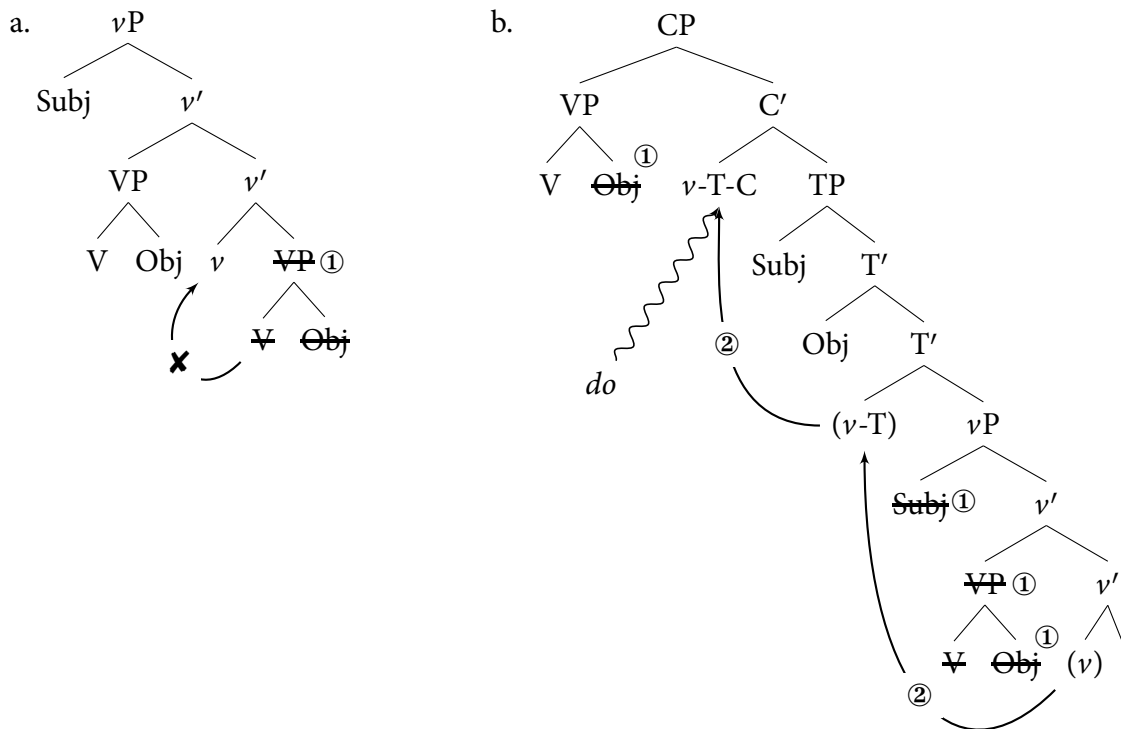 a. vP b. CP
Subj v′ VP C′
VP v′ V Obj ① v-T-C TP
V Obj v VP ① Subj T′
V Obj ② Obj T′
✘ do
(v-T) vP
Subj ① v′
VP ① v′
V Obj ① (v)
②